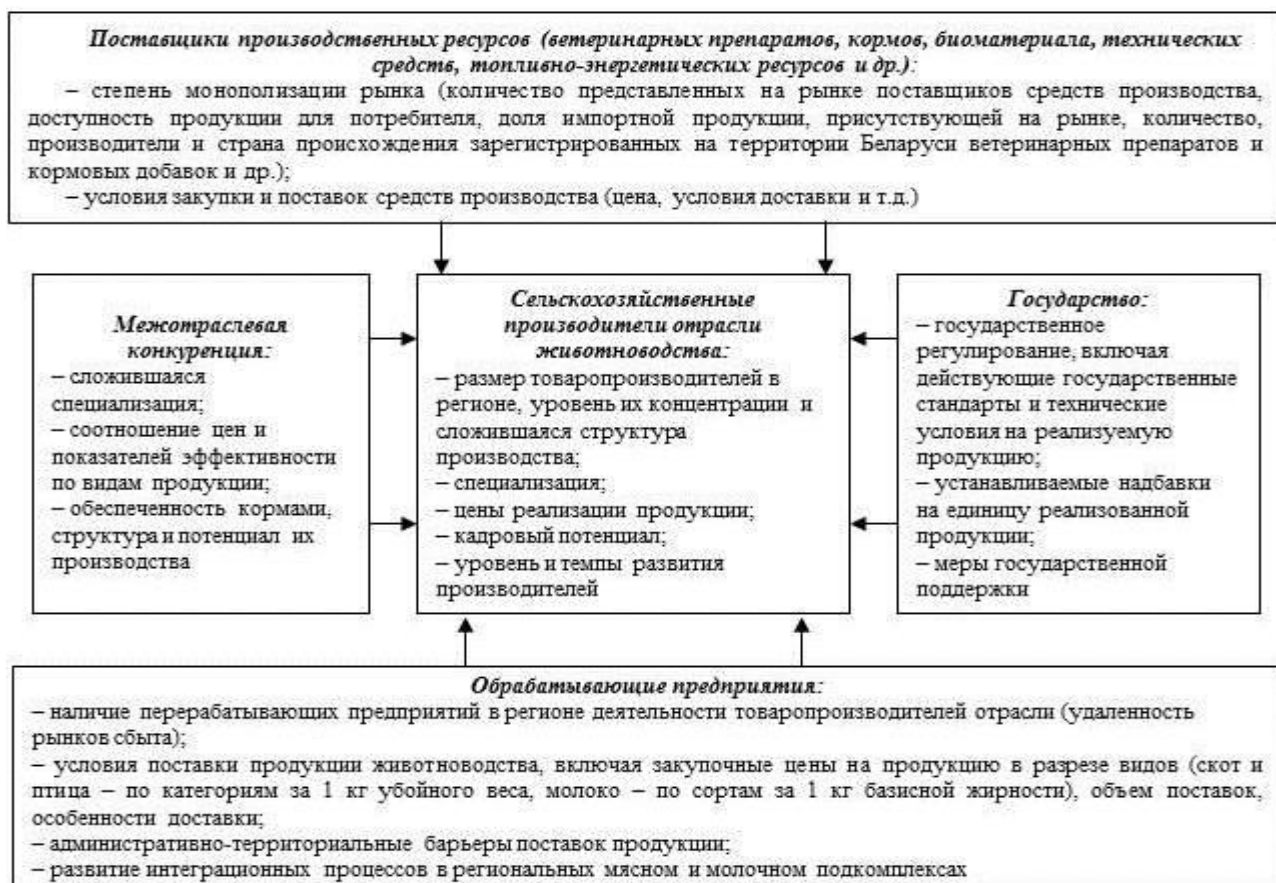 Поставщики производственных ресурсов (ветеринарных препаратов, кормов, биоматериала, технических
средств, топливно-энергетических ресурсов и др.):
– степень монополизации рынка (количество представленных на рынке поставщиков средств производства,
доступность продукции для потребителя, доля импортной продукции, присутствующей на рынке, количество,
производители и страна происхождения зарегистрированных на территории Беларуси ветеринарных препаратов и
кормовых добавок и др.);
– условия закупки и поставок средств производства (цена, условия доставки и т.д.)
Межотраслевая
конкуренция:
– сложившаяся
специализация;
– соотношение цен и
показателей эффективности
по видам продукции;
– обеспеченность кормами,
структура и потенциал их
производства
Сельскохозяйственные
производители отрасли
животноводства:
– размер товаропроизводителей в
регионе, уровень их концентрации и
сложившаяся структура
производства;
– специализация;
– цены реализации продукции;
– кадровый потенциал;
– уровень и темпы развития
производителей
Государство:
– государственное
регулирование, включая
действующие государственные
стандарты и технические
условия на реализуемую
продукцию;
– устанавливаемые надбавки
на единицу реализованной
продукции;
– меры государственной
поддержки
Обрабатывающие предприятия:
– наличие перерабатывающих предприятий в регионе деятельности товаропроизводителей отрасли (удаленность
рынков сбыта);
– условия поставки продукции животноводства, включая закупочные цены на продукцию в разрезе видов (скот и
птица – по категориям за 1 кг убойного веса, молоко – по сортам за 1 кг базисной жирности), объем поставок,
особенности доставки;
– административно-территориальные барьеры поставок продукции;
– развитие интеграционных процессов в региональных мясном и молочном подкомплексах